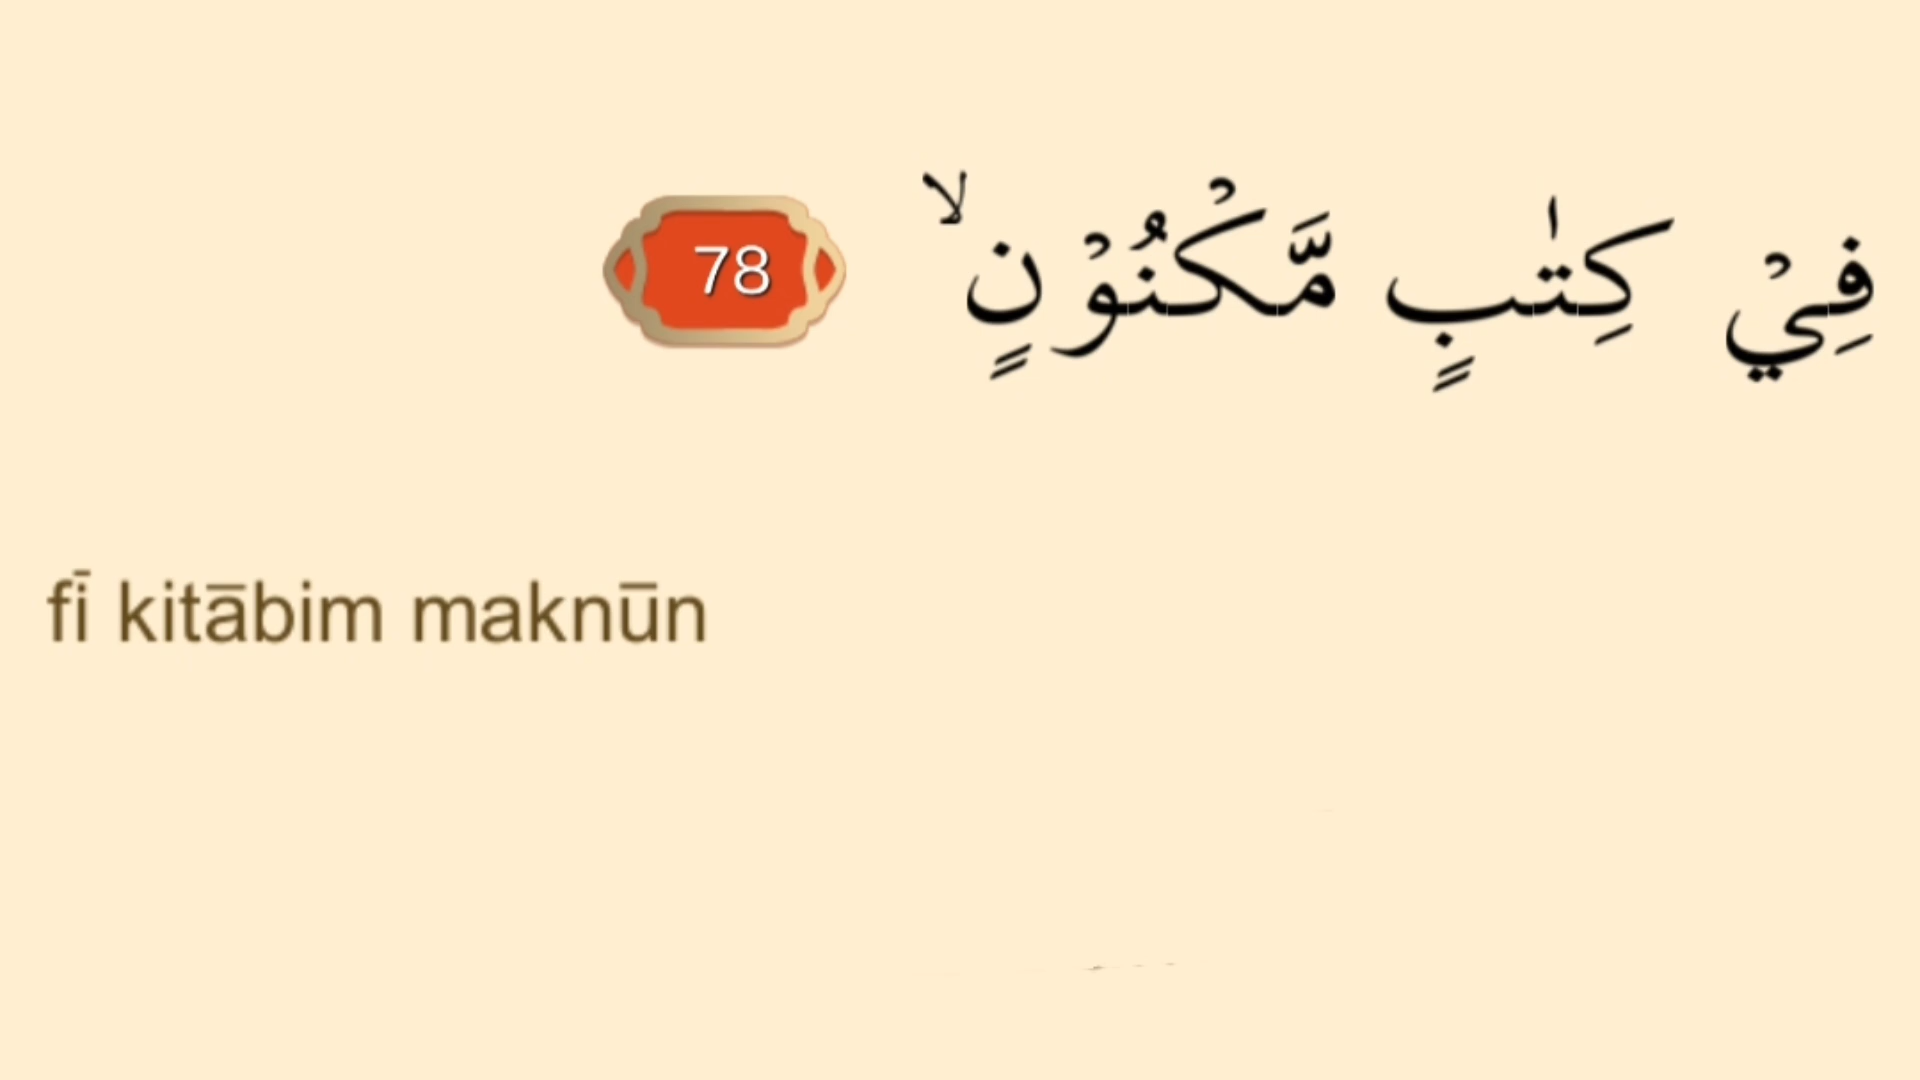 فِيْ كِتٰبٍ مَّكْنُوْنٍ ۙ 78
fī kitābim maknūn